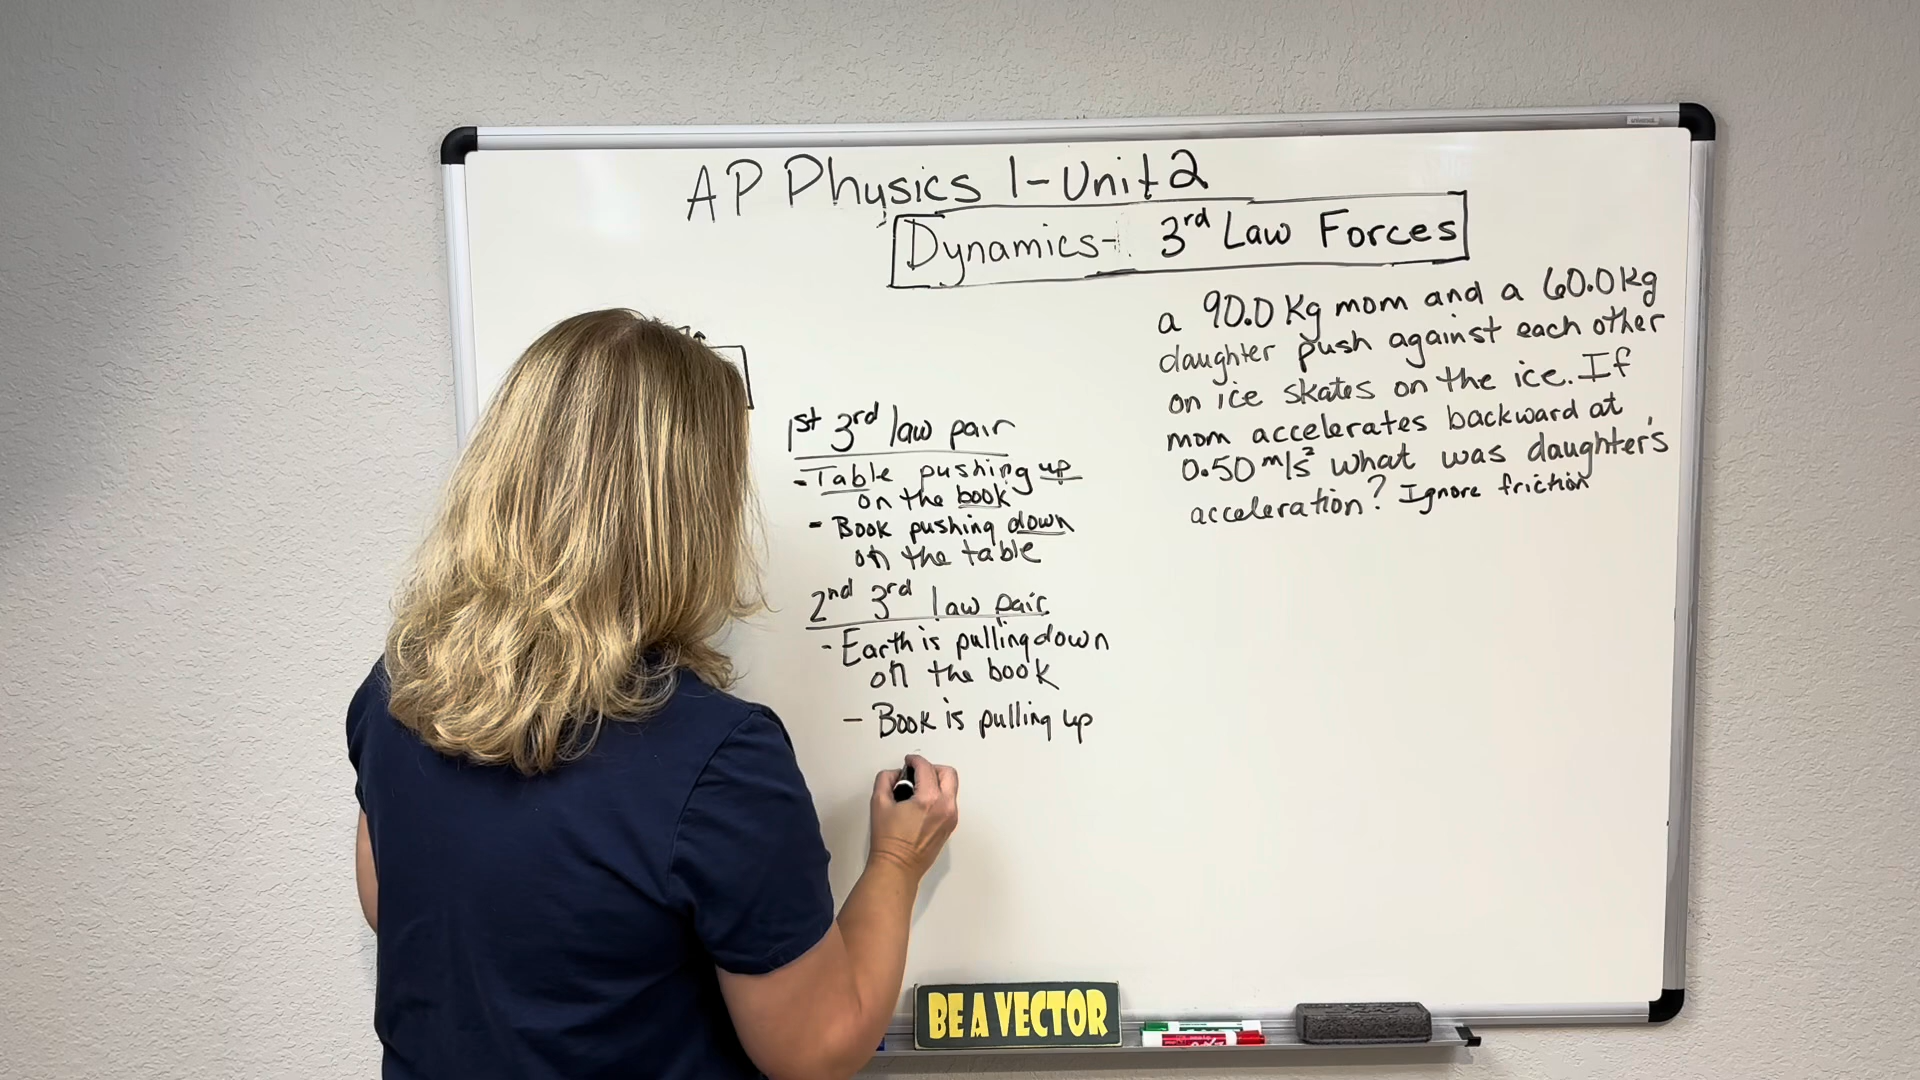 AP Physics 1-Unit 2
Dynamics- 3rd Law Forces
1st 3rd law pair
- Table pushing up
on the book
- Book pushing down
on the table
2nd 3rd law pair
- Earth is pulling down
on the book
- Book is pulling up
a 90.0 kg mom and a 60.0 kg
daughter push against each other
on ice skates on the ice. If
mom accelerates backward at
0.50 m/s² what was daughter's
acceleration? Ignore friction
BE A VECTOR